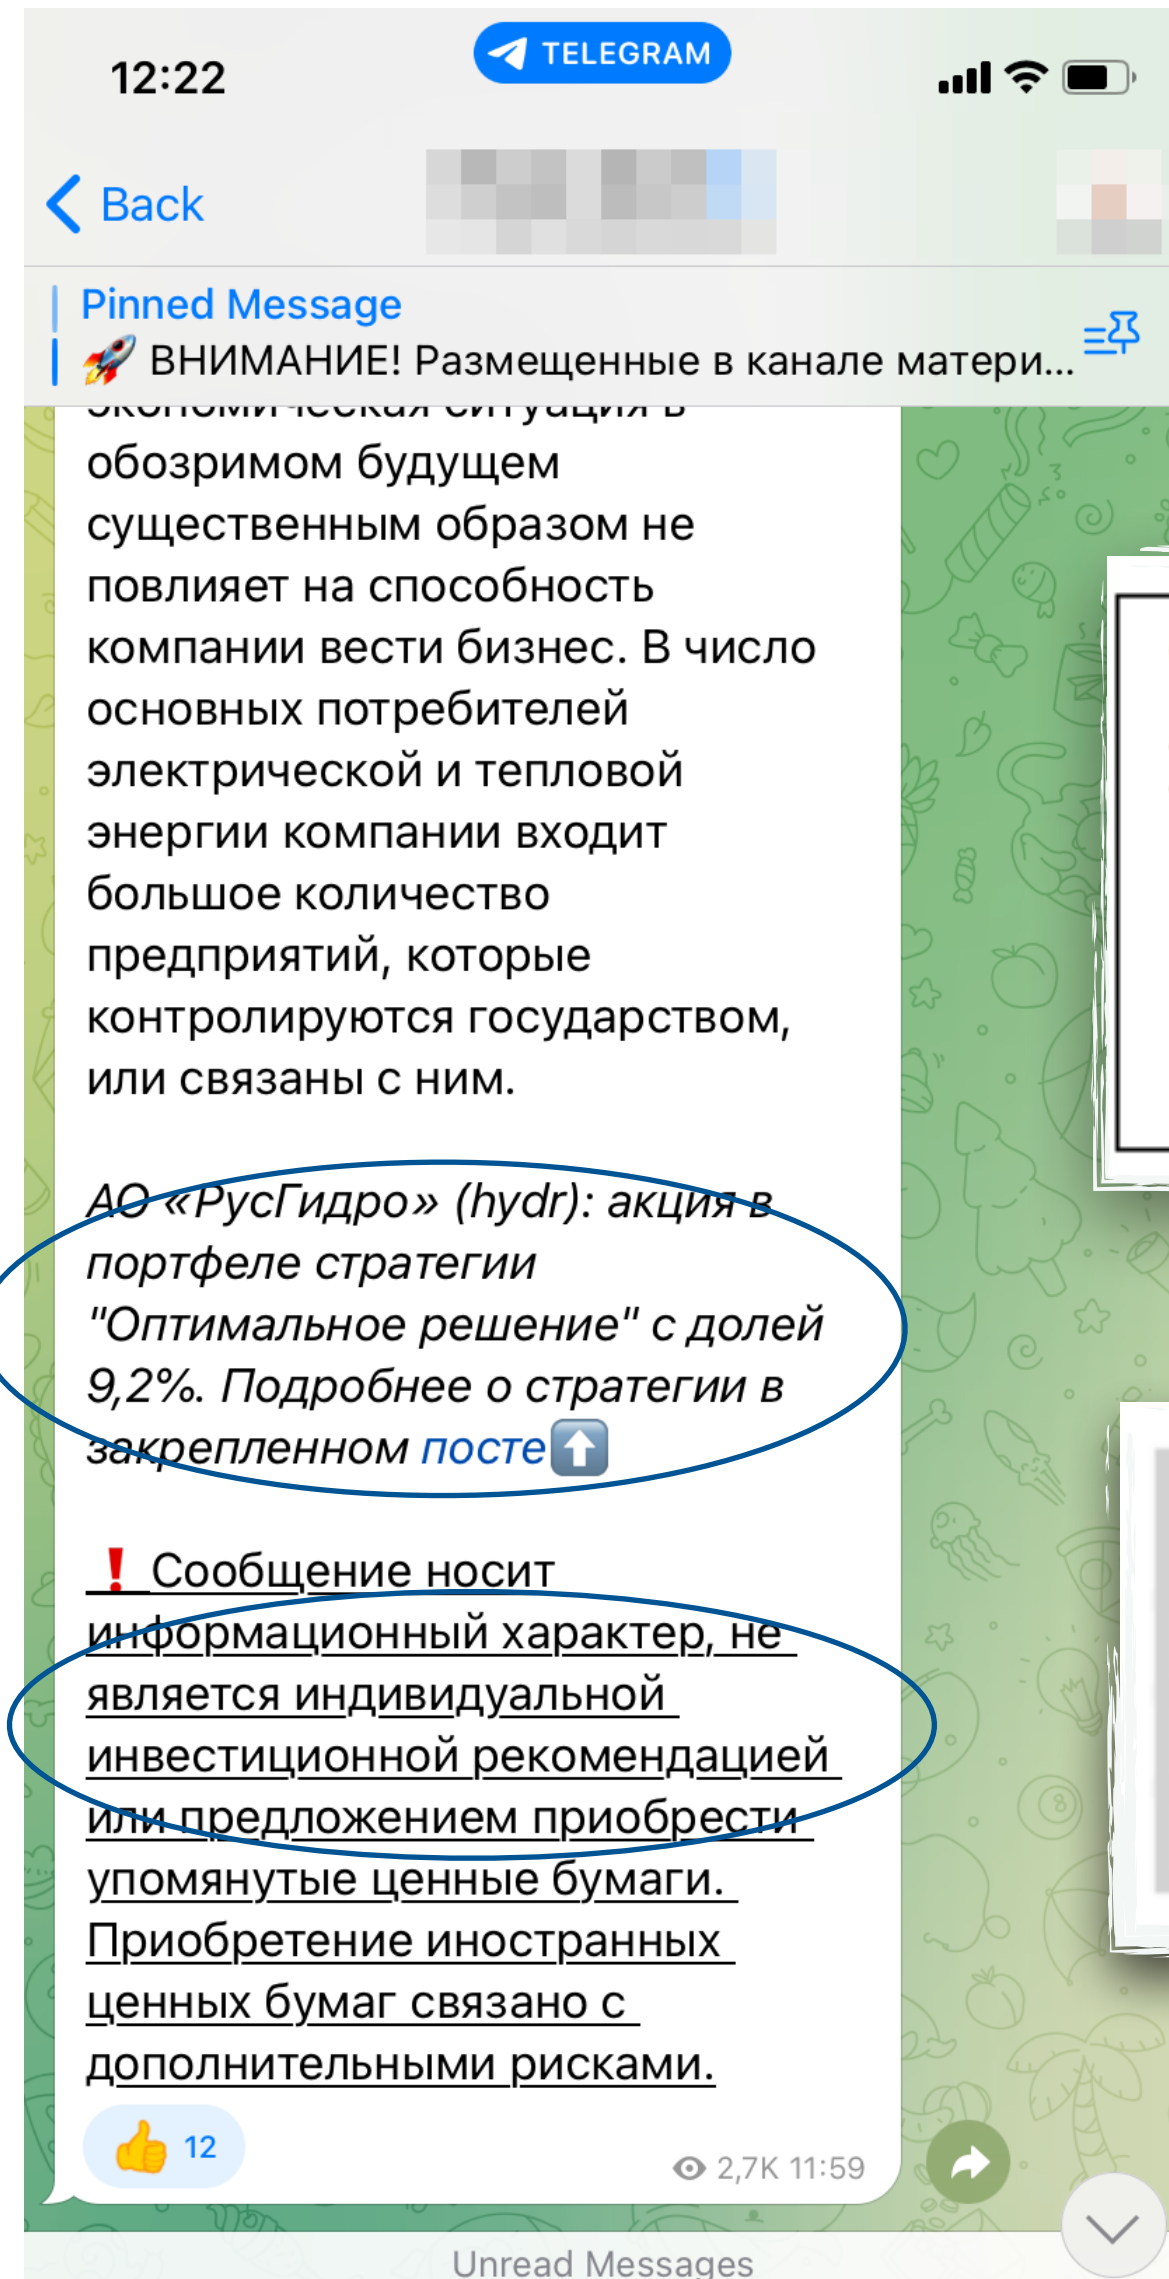 12:22
TELEGRAM
Back
Pinned Message
🚀 ВНИМАНИЕ! Размещенные в канале матери...
экономическая ситуация в
обозримом будущем
существенным образом не
повлияет на способность
компании вести бизнес. В число
основных потребителей
электрической и тепловой
энергии компании входит
большое количество
предприятий, которые
контролируются государством,
или связаны с ним.
АО «РусГидро» (hydr): акция в
портфеле стратегии
"Оптимальное решение" с долей
9,2%. Подробнее о стратегии в
закрепленном посте⬆️
❗ Сообщение носит
информационный характер, не
является индивидуальной
инвестиционной рекомендацией
или предложением приобрести
упомянутые ценные бумаги.
Приобретение иностранных
ценных бумаг связано с
дополнительными рисками.
👍 12
2,7K 11:59
Unread Messages